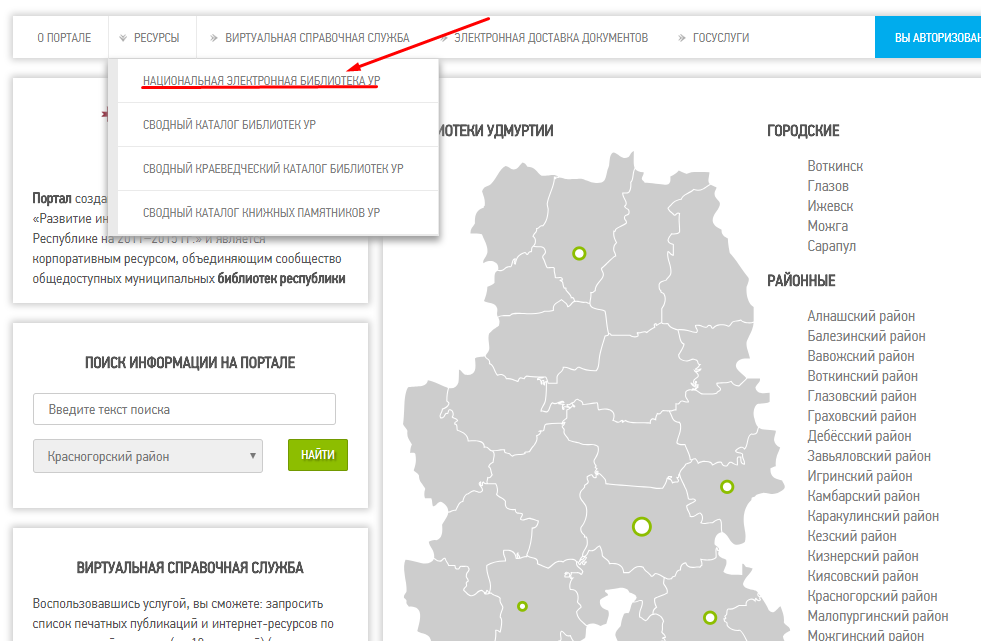 О ПОРТАЛЕ
РЕСУРСЫ
ВИРТУАЛЬНАЯ СПРАВОЧНАЯ СЛУЖБА
ЭЛЕКТРОННАЯ ДОСТАВКА ДОКУМЕНТОВ
ГОСУСЛУГИ
ВЫ АВТОРИЗОВАН
НАЦИОНАЛЬНАЯ ЭЛЕКТРОННАЯ БИБЛИОТЕКА УР
СВОДНЫЙ КАТАЛОГ БИБЛИОТЕК УР
СВОДНЫЙ КРАЕВЕДЧЕСКИЙ КАТАЛОГ БИБЛИОТЕК УР
СВОДНЫЙ КАТАЛОГ КНИЖНЫХ ПАМЯТНИКОВ УР
Портал созда
«Развитие ин
Республике на 2011–2015 гг.» и является
корпоративным ресурсом, объединяющим сообщество
общедоступных муниципальных библиотек республики
ПОИСК ИНФОРМАЦИИ НА ПОРТАЛЕ
Введите текст поиска
Красногорский район
НАЙТИ
ВИРТУАЛЬНАЯ СПРАВОЧНАЯ СЛУЖБА
Воспользовавшись услугой, вы сможете: запросить
список печатных публикаций и интернет-ресурсов по
ИОТЕКИ УДМУРТИИ
ГОРОДСКИЕ
Воткинск
Глазов
Ижевск
Можга
Сарапул
РАЙОННЫЕ
Алнашский район
Балезинский район
Вавожский район
Воткинский район
Глазовский район
Граховский район
Дебёсский район
Завьяловский район
Игринский район
Камбарский район
Каракулинский район
Кезский район
Кизнерский район
Киясовский район
Красногорский район
Малопургинский район
Можгинский район